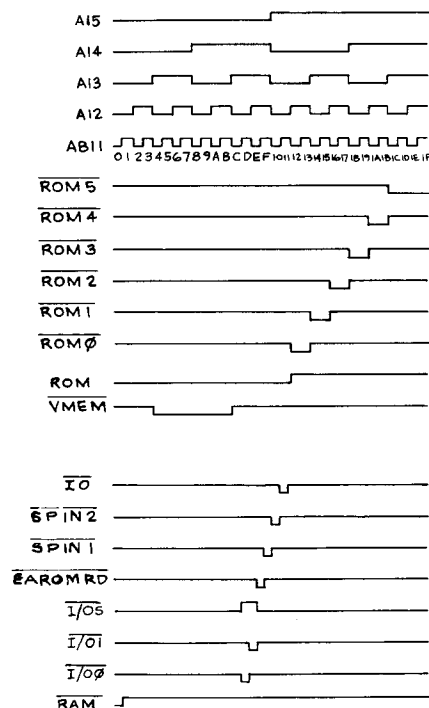 A15
A14
A13
A12
AB11
0 1 2 3 4 5 6 7 8 9 A B C D E F 10 11 12 13 14 15 16 17 18 19 1A 1B 1C 1D 1E 1F
ROM5
ROM4
ROM3
ROM2
ROM1
ROMØ
ROM
VMEM
IO
SPIN2
SPIN1
EAROMRD
I/OS
I/O1
I/OØ
RAM